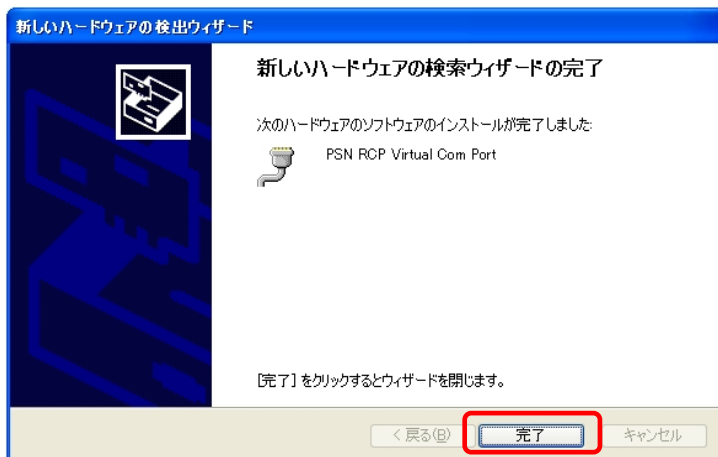 新しいハードウェアの検出ウィザード
新しいハードウェアの検索ウィザードの完了
次のハードウェアのソフトウェアのインストールが完了しました:
PSN RCP Virtual Com Port
[完了] をクリックするとウィザードを閉じます。
< 戻る(B)
完了
キャンセル